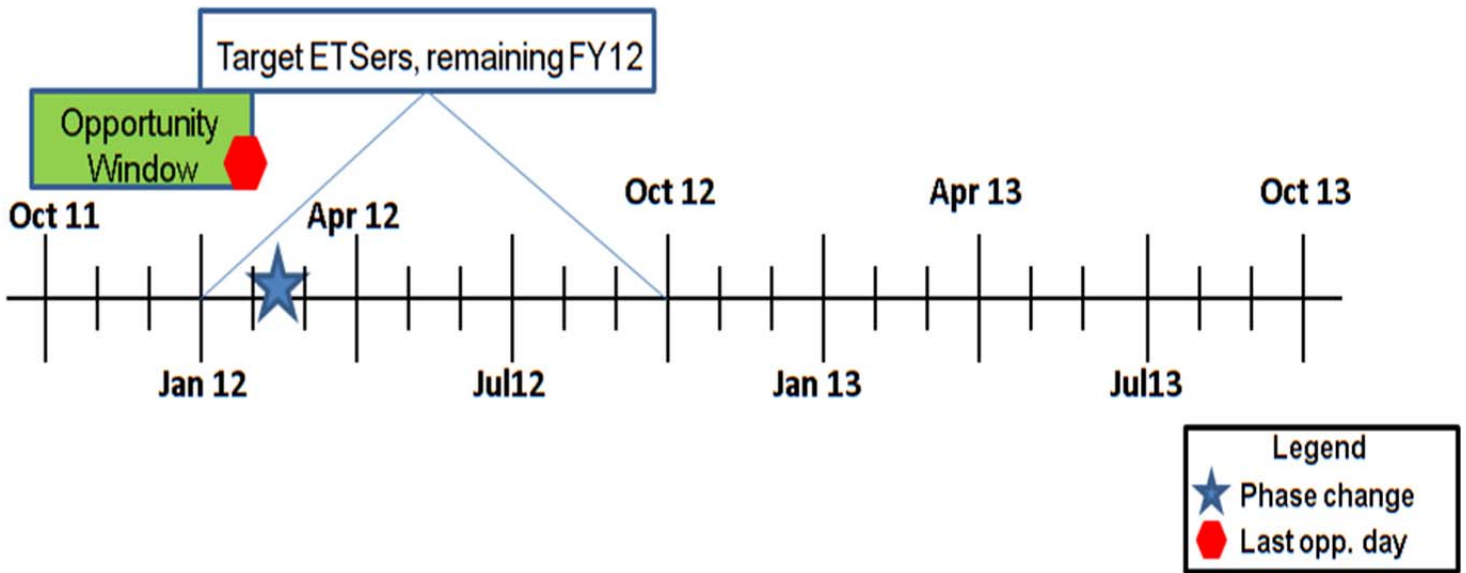 Target ETSers, remaining FY12
Opportunity
Window
Oct 11
Apr 12
Oct 12
Apr 13
Oct 13
Jan 12
Jul12
Jan 13
Jul13
Legend
Phase change
Last opp. day